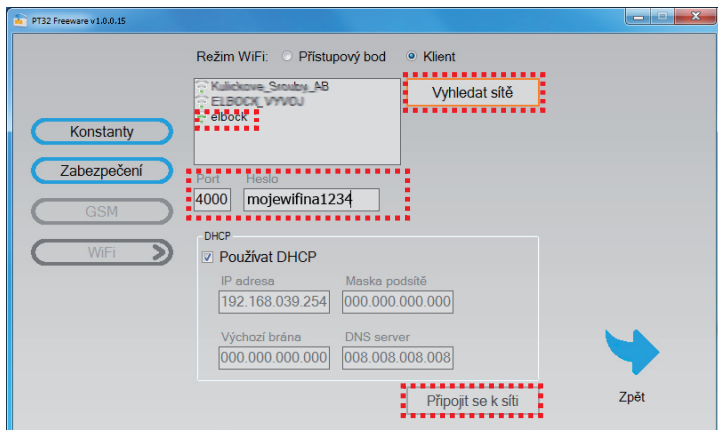 PT32 Freeware v1.0.0.15
Režim WiFi: Přístupový bod Klient
Kulickove_Srouby_AB
ELBOCK_VYVOJ
elbock
Vyhledat sítě
Konstanty
Zabezpečení
GSM
WiFi
Port Heslo
4000 mojewifina1234
DHCP
Používat DHCP
IP adresa Maska podsítě
192.168.039.254 000.000.000.000
Výchozí brána DNS server
000.000.000.000 008.008.008.008
Připojit se k síti
Zpět